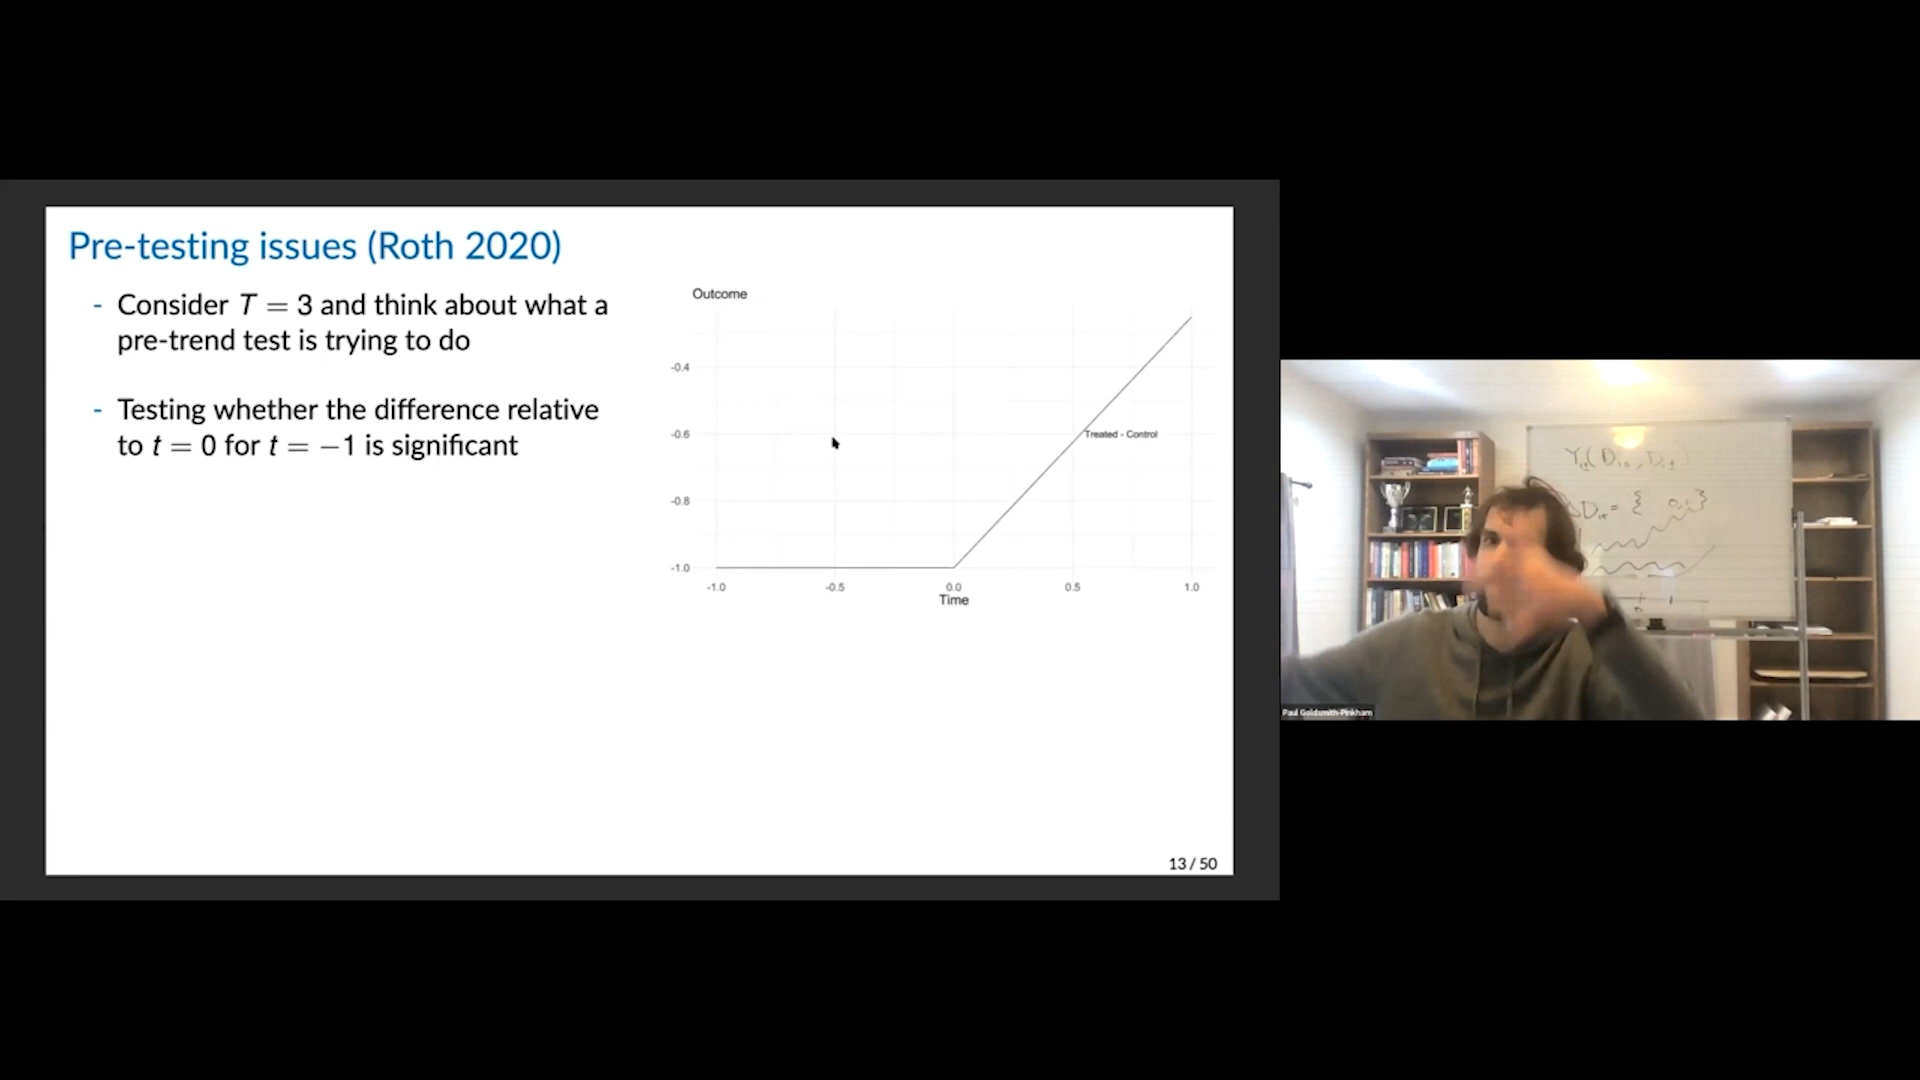 Pre-testing issues (Roth 2020)
- Consider T = 3 and think about what a
pre-trend test is trying to do
- Testing whether the difference relative
to t = 0 for t = −1 is significant
Outcome
-0.4
-0.6
-0.8
-1.0
Treated - Control
-1.0 -0.5 0.0 0.5 1.0
Time
13 / 50
Paul Goldsmith-Pinkham